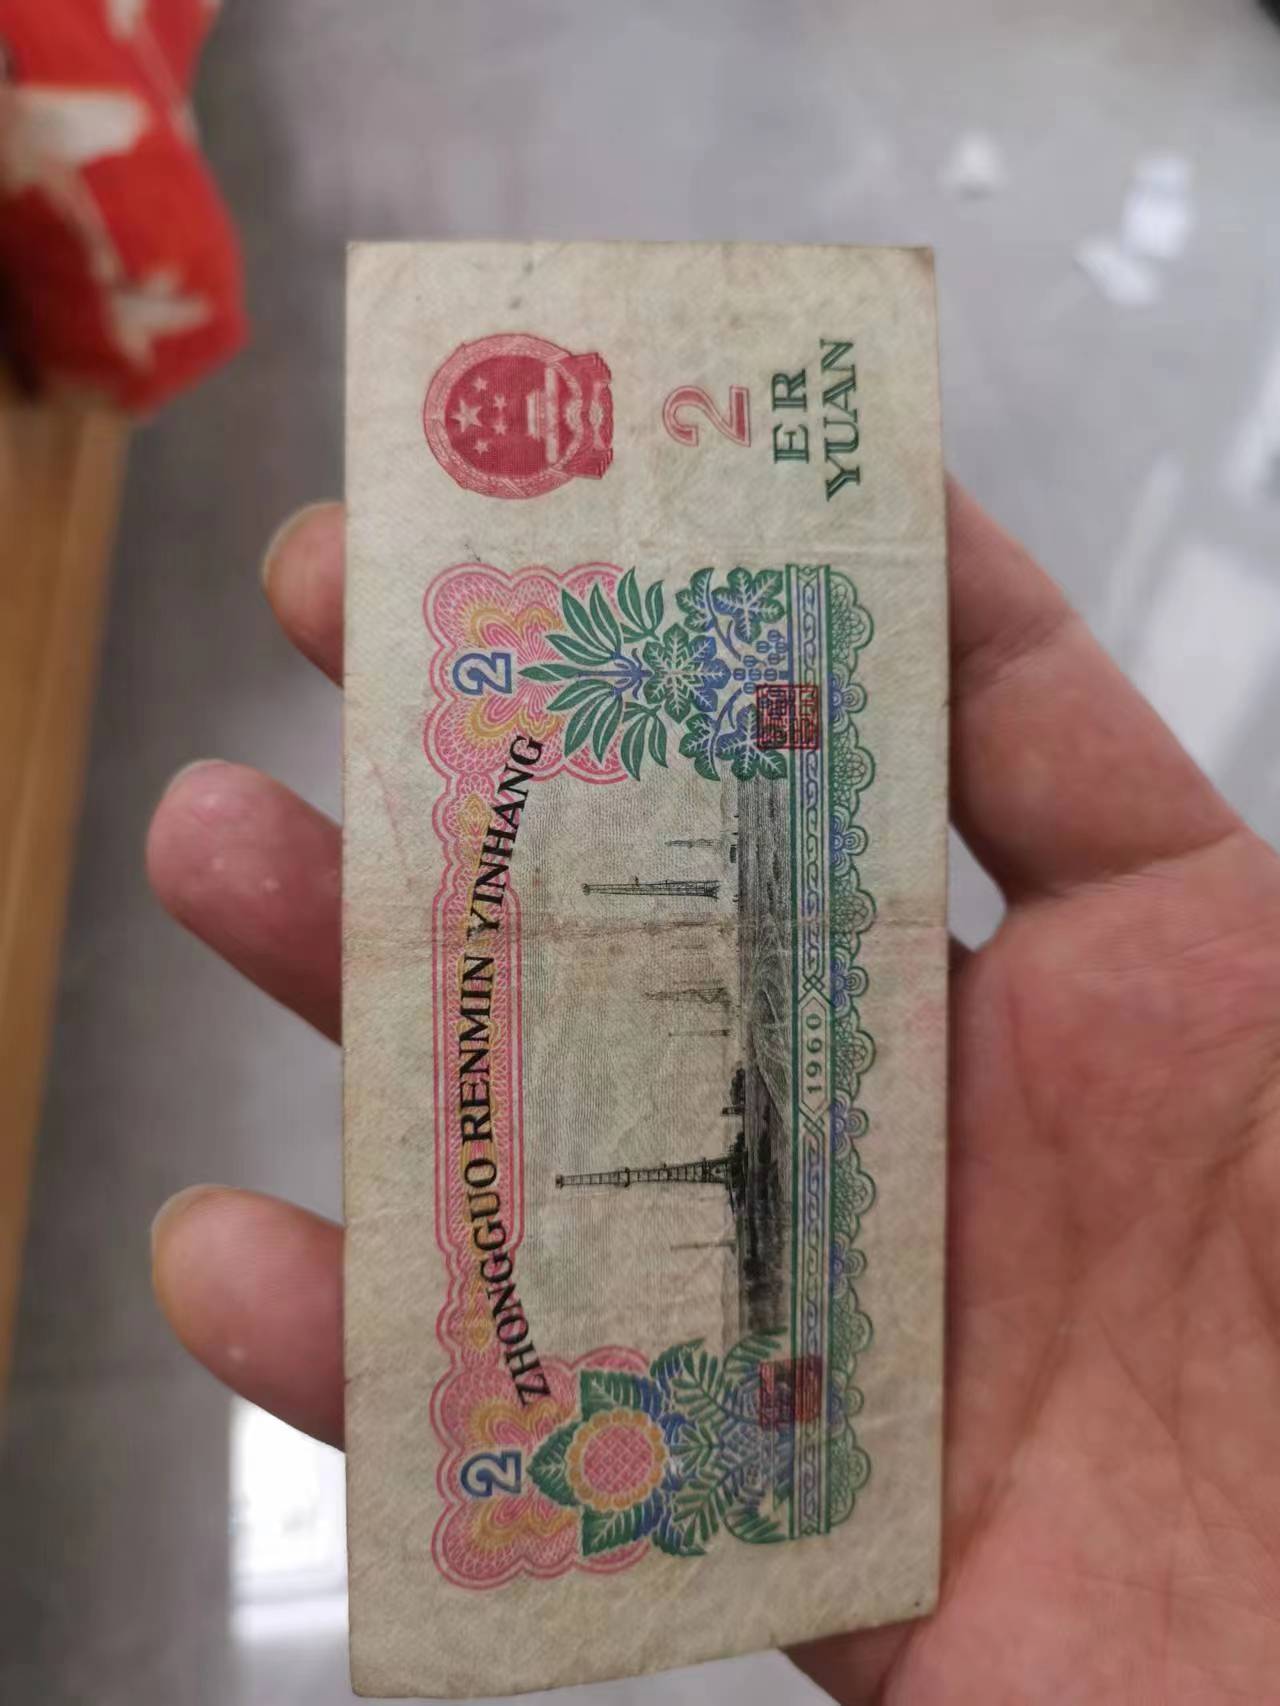 ZHONGGUO RENMIN YINHANG
2
2
2
ER
YUAN
1960